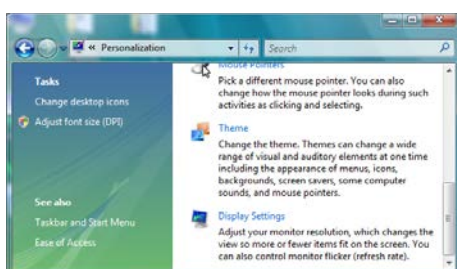 « Personalization
Search
Tasks
Change desktop icons
Adjust font size (DPI)
See also
Taskbar and Start Menu
Ease of Access
Mouse Pointers
Pick a different mouse pointer. You can also
change how the mouse pointer looks during such
activities as clicking and selecting.
Theme
Change the theme. Themes can change a wide
range of visual and auditory elements at one time
including the appearance of menus, icons,
backgrounds, screen savers, some computer
sounds, and mouse pointers.
Display Settings
Adjust your monitor resolution, which changes the
view so more or fewer items fit on the screen. You
can also control monitor flicker (refresh rate).